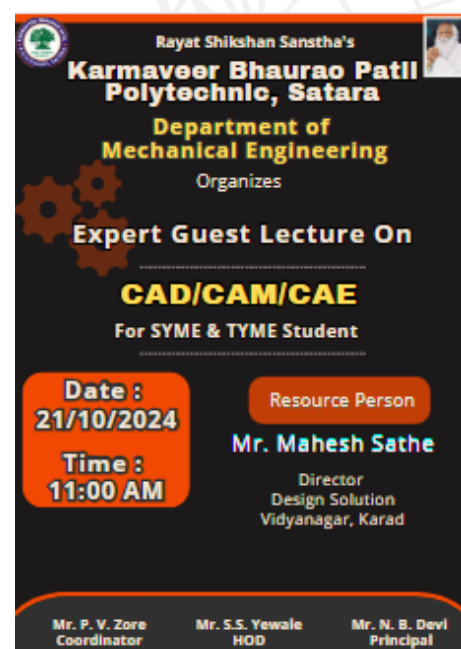 Rayat Shikshan Sanstha's
Karmaveer Bhaurao Patil
Polytechnic, Satara
Department of
Mechanical Engineering
Organizes
Expert Guest Lecture On
CAD/CAM/CAE
For SYME & TYME Student
Date :
21/10/2024
Time :
11:00 AM
Resource Person
Mr. Mahesh Sathe
Director
Design Solution
Vidyanagar, Karad
Mr. P. V. Zore
Coordinator
Mr. S.S. Yewale
HOD
Mr. N. B. Devi
Principal